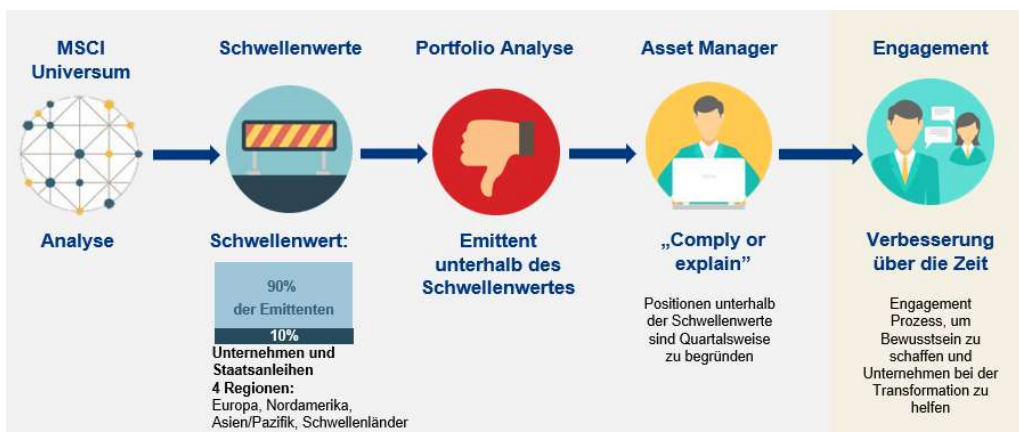 MSCI
Universum
Analyse
Schwellenwerte
Schwellenwert:
90%
der Emittenten
10%
Unternehmen und
Staatsanleihen
4 Regionen:
Europa, Nordamerika,
Asien/Pazifik, Schwellenländer
Portfolio Analyse
Emittent
unterhalb des
Schwellenwertes
Asset Manager
„Comply or
explain”
Positionen unterhalb
der Schwellenwerte
sind Quartalsweise
zu begründen
Engagement
Verbesserung
über die Zeit
Engagement
Prozess, um
Bewusstsein zu
schaffen und
Unternehmen bei der
Transformation zu
helfen